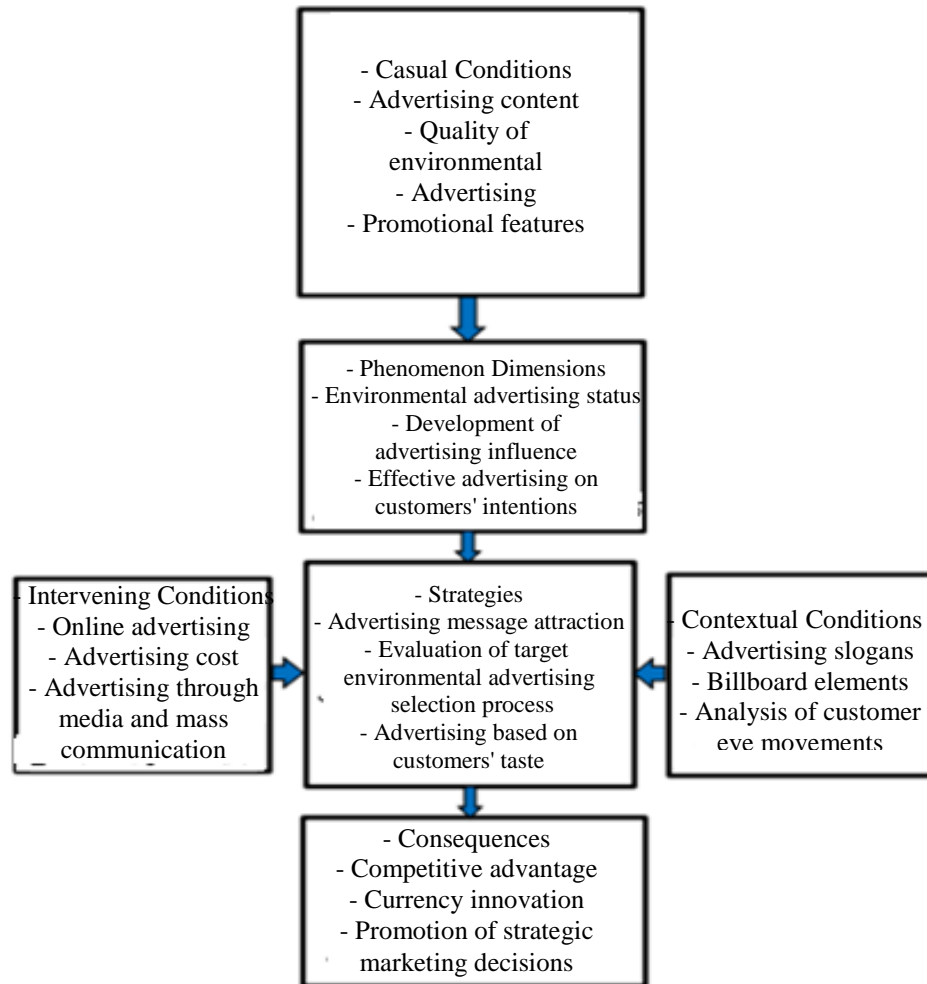 - Casual Conditions
- Advertising content
- Quality of
environmental
- Advertising
- Promotional features
- Phenomenon Dimensions
- Environmental advertising status
- Development of
advertising influence
- Effective advertising on
customers' intentions
- Intervening Conditions
- Online advertising
- Advertising cost
- Advertising through
media and mass
communication
- Strategies
- Advertising message attraction
- Evaluation of target
environmental advertising
selection process
- Advertising based on
customers' taste
- Contextual Conditions
- Advertising slogans
- Billboard elements
- Analysis of customer
eye movements
- Consequences
- Competitive advantage
- Currency innovation
- Promotion of strategic
marketing decisions